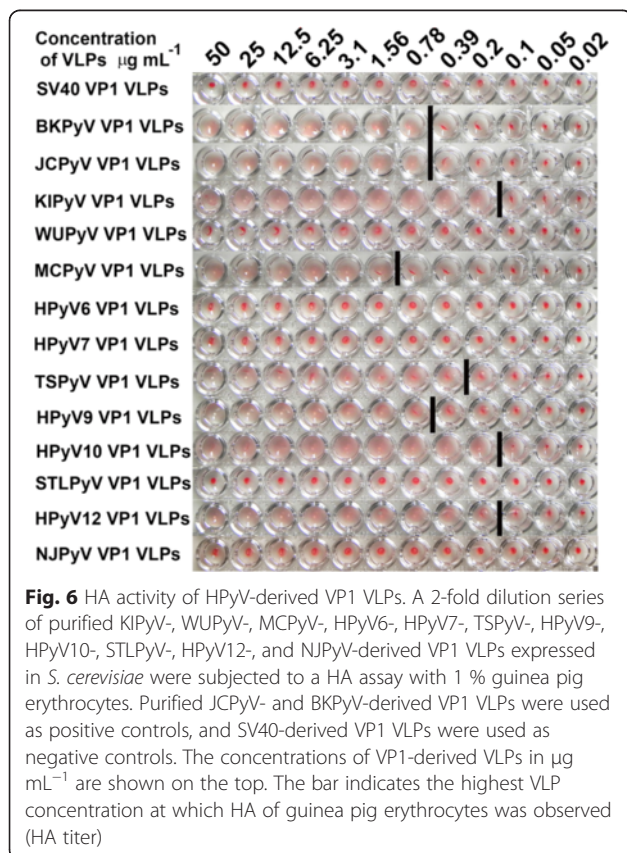 Concentration
of VLPs µg mL⁻¹ 50 25 12.5 6.25 3.1 1.56 0.78 0.39 0.2 0.1 0.05 0.02
SV40 VP1 VLPs
BKPyV VP1 VLPs
JCPyV VP1 VLPs
KIPyV VP1 VLPs
WUPyV VP1 VLPs
MCPyV VP1 VLPs
HPyV6 VP1 VLPs
HPyV7 VP1 VLPs
TSPyV VP1 VLPs
HPyV9 VP1 VLPs
HPyV10 VP1 VLPs
STLPyV VP1 VLPs
HPyV12 VP1 VLPs
NJPyV VP1 VLPs
Fig. 6 HA activity of HPyV-derived VP1 VLPs. A 2-fold dilution series
of purified KIPyV-, WUPyV-, MCPyV-, HPyV6-, HPyV7-, TSPyV-, HPyV9-,
HPyV10-, STLPyV-, HPyV12-, and NJPyV-derived VP1 VLPs expressed
in S. cerevisiae were subjected to a HA assay with 1 % guinea pig
erythrocytes. Purified JCPyV- and BKPyV-derived VP1 VLPs were used
as positive controls, and SV40-derived VP1 VLPs were used as
negative controls. The concentrations of VP1-derived VLPs in µg
mL⁻¹ are shown on the top. The bar indicates the highest VLP
concentration at which HA of guinea pig erythrocytes was observed
(HA titer)